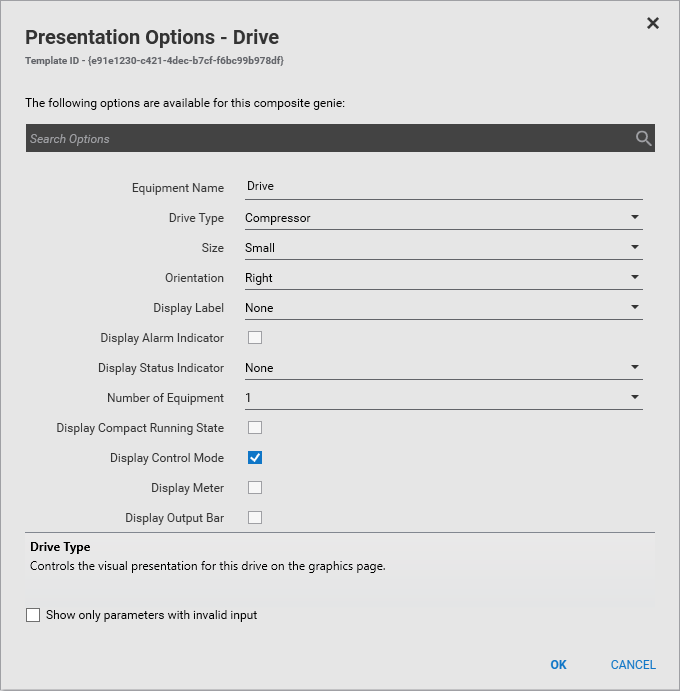 Presentation Options - Drive
Template ID - {e91e1230-c421-4dec-b7cf-f6bc99b978df}
The following options are available for this composite genie:
Search Options
Equipment Name Drive
Drive Type Compressor
Size Small
Orientation Right
Display Label None
Display Alarm Indicator
Display Status Indicator None
Number of Equipment 1
Display Compact Running State
Display Control Mode
Display Meter
Display Output Bar
Drive Type
Controls the visual presentation for this drive on the graphics page.
Show only parameters with invalid input
OK CANCEL